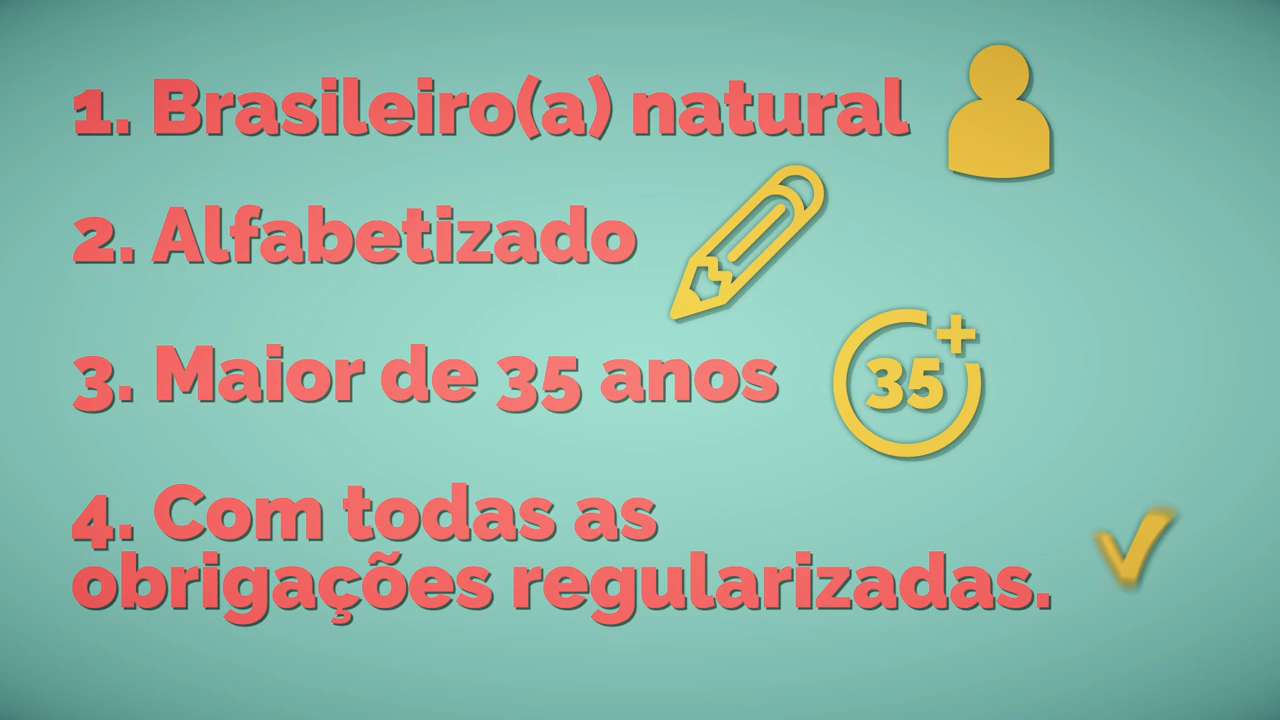 1. Brasileiro(a) natural
2. Alfabetizado
3. Maior de 35 anos
35+
4. Com todas as
obrigações regularizadas.